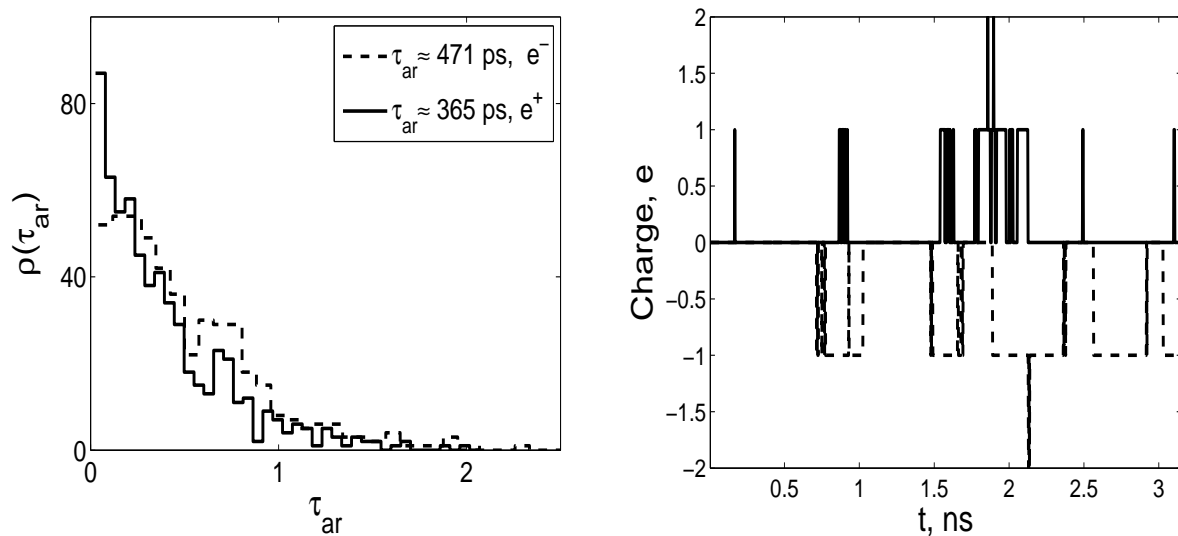 τar ≈ 471 ps, e−
τar ≈ 365 ps, e+
80
40
0
ρ(τar)
0 1 2
τar
2
1.5
1
0.5
0
−0.5
−1
−1.5
−2
Charge, e
0.5 1 1.5 2 2.5 3
t, ns